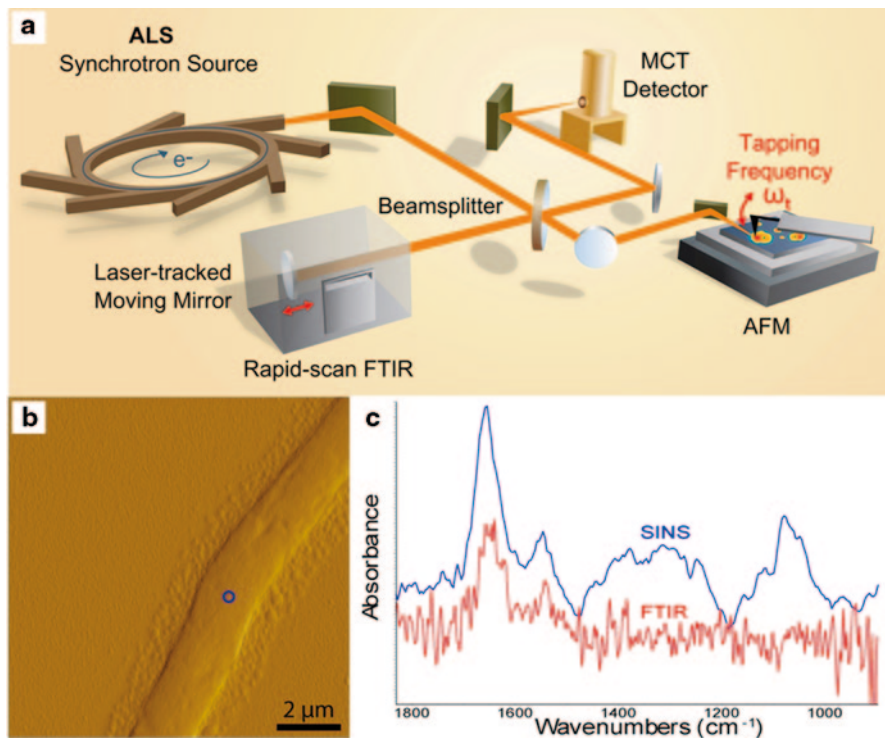 a
ALS
Synchrotron Source
e-
MCT
Detector
Tapping
Frequency
ωt
Beamsplitter
Laser-tracked
Moving Mirror
Rapid-scan FTIR
AFM
b
2 μm
c
Absorbance
SINS
FTIR
1800 1600 1400 1200 1000
Wavenumbers (cm⁻¹)